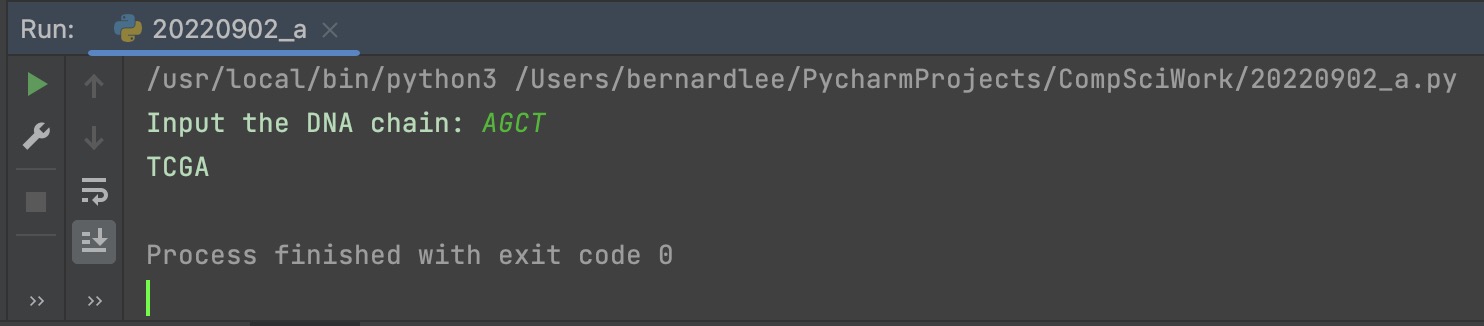 Run: 20220902_a
/usr/local/bin/python3 /Users/bernardlee/PycharmProjects/CompSciWork/20220902_a.py
Input the DNA chain: AGCT
TCGA
Process finished with exit code 0